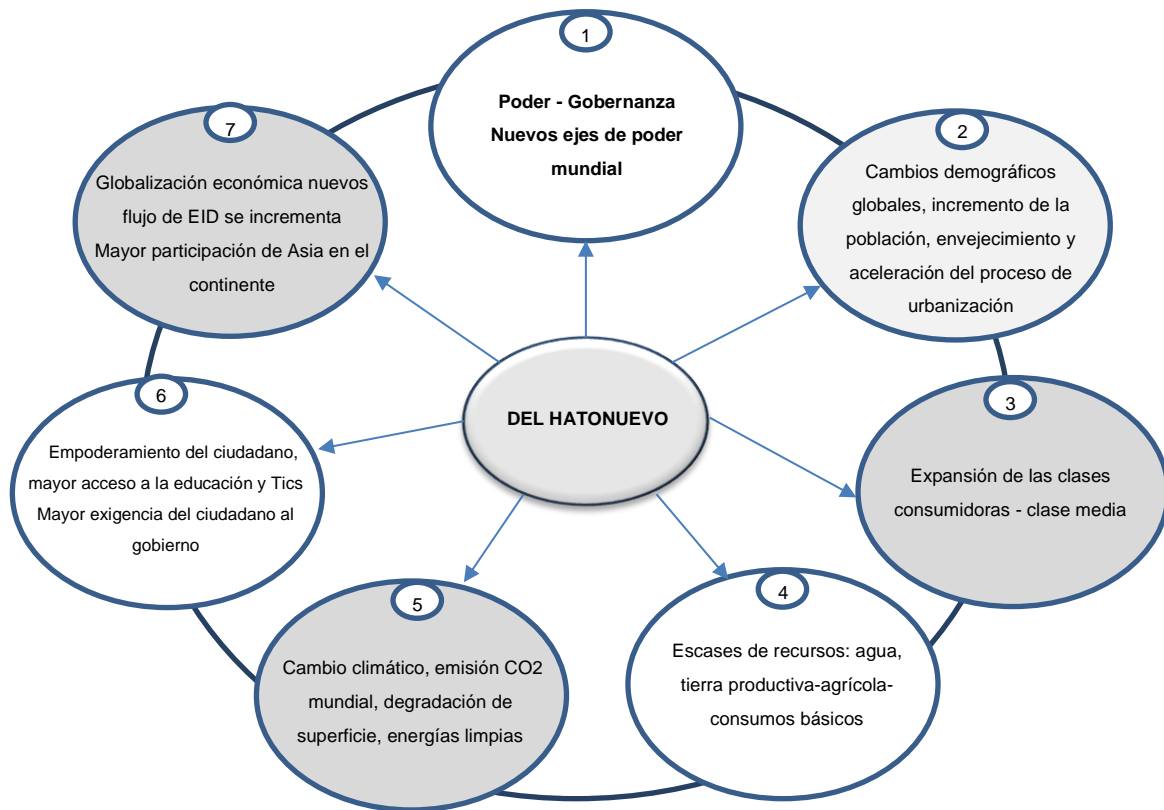 1
Poder - Gobernanza
Nuevos ejes de poder
mundial
2
Cambios demográficos
globales, incremento de la
población, envejecimiento y
aceleración del proceso de
urbanización
3
Expansión de las clases
consumidoras - clase media
4
Escases de recursos: agua,
tierra productiva-agrícola-
consumos básicos
5
Cambio climático, emisión CO2
mundial, degradación de
superficie, energías limpias
6
Empoderamiento del ciudadano,
mayor acceso a la educación y Tics
Mayor exigencia del ciudadano al
gobierno
7
Globalización económica nuevos
flujo de EID se incrementa
Mayor participación de Asia en el
continente
DEL HATONUEVO